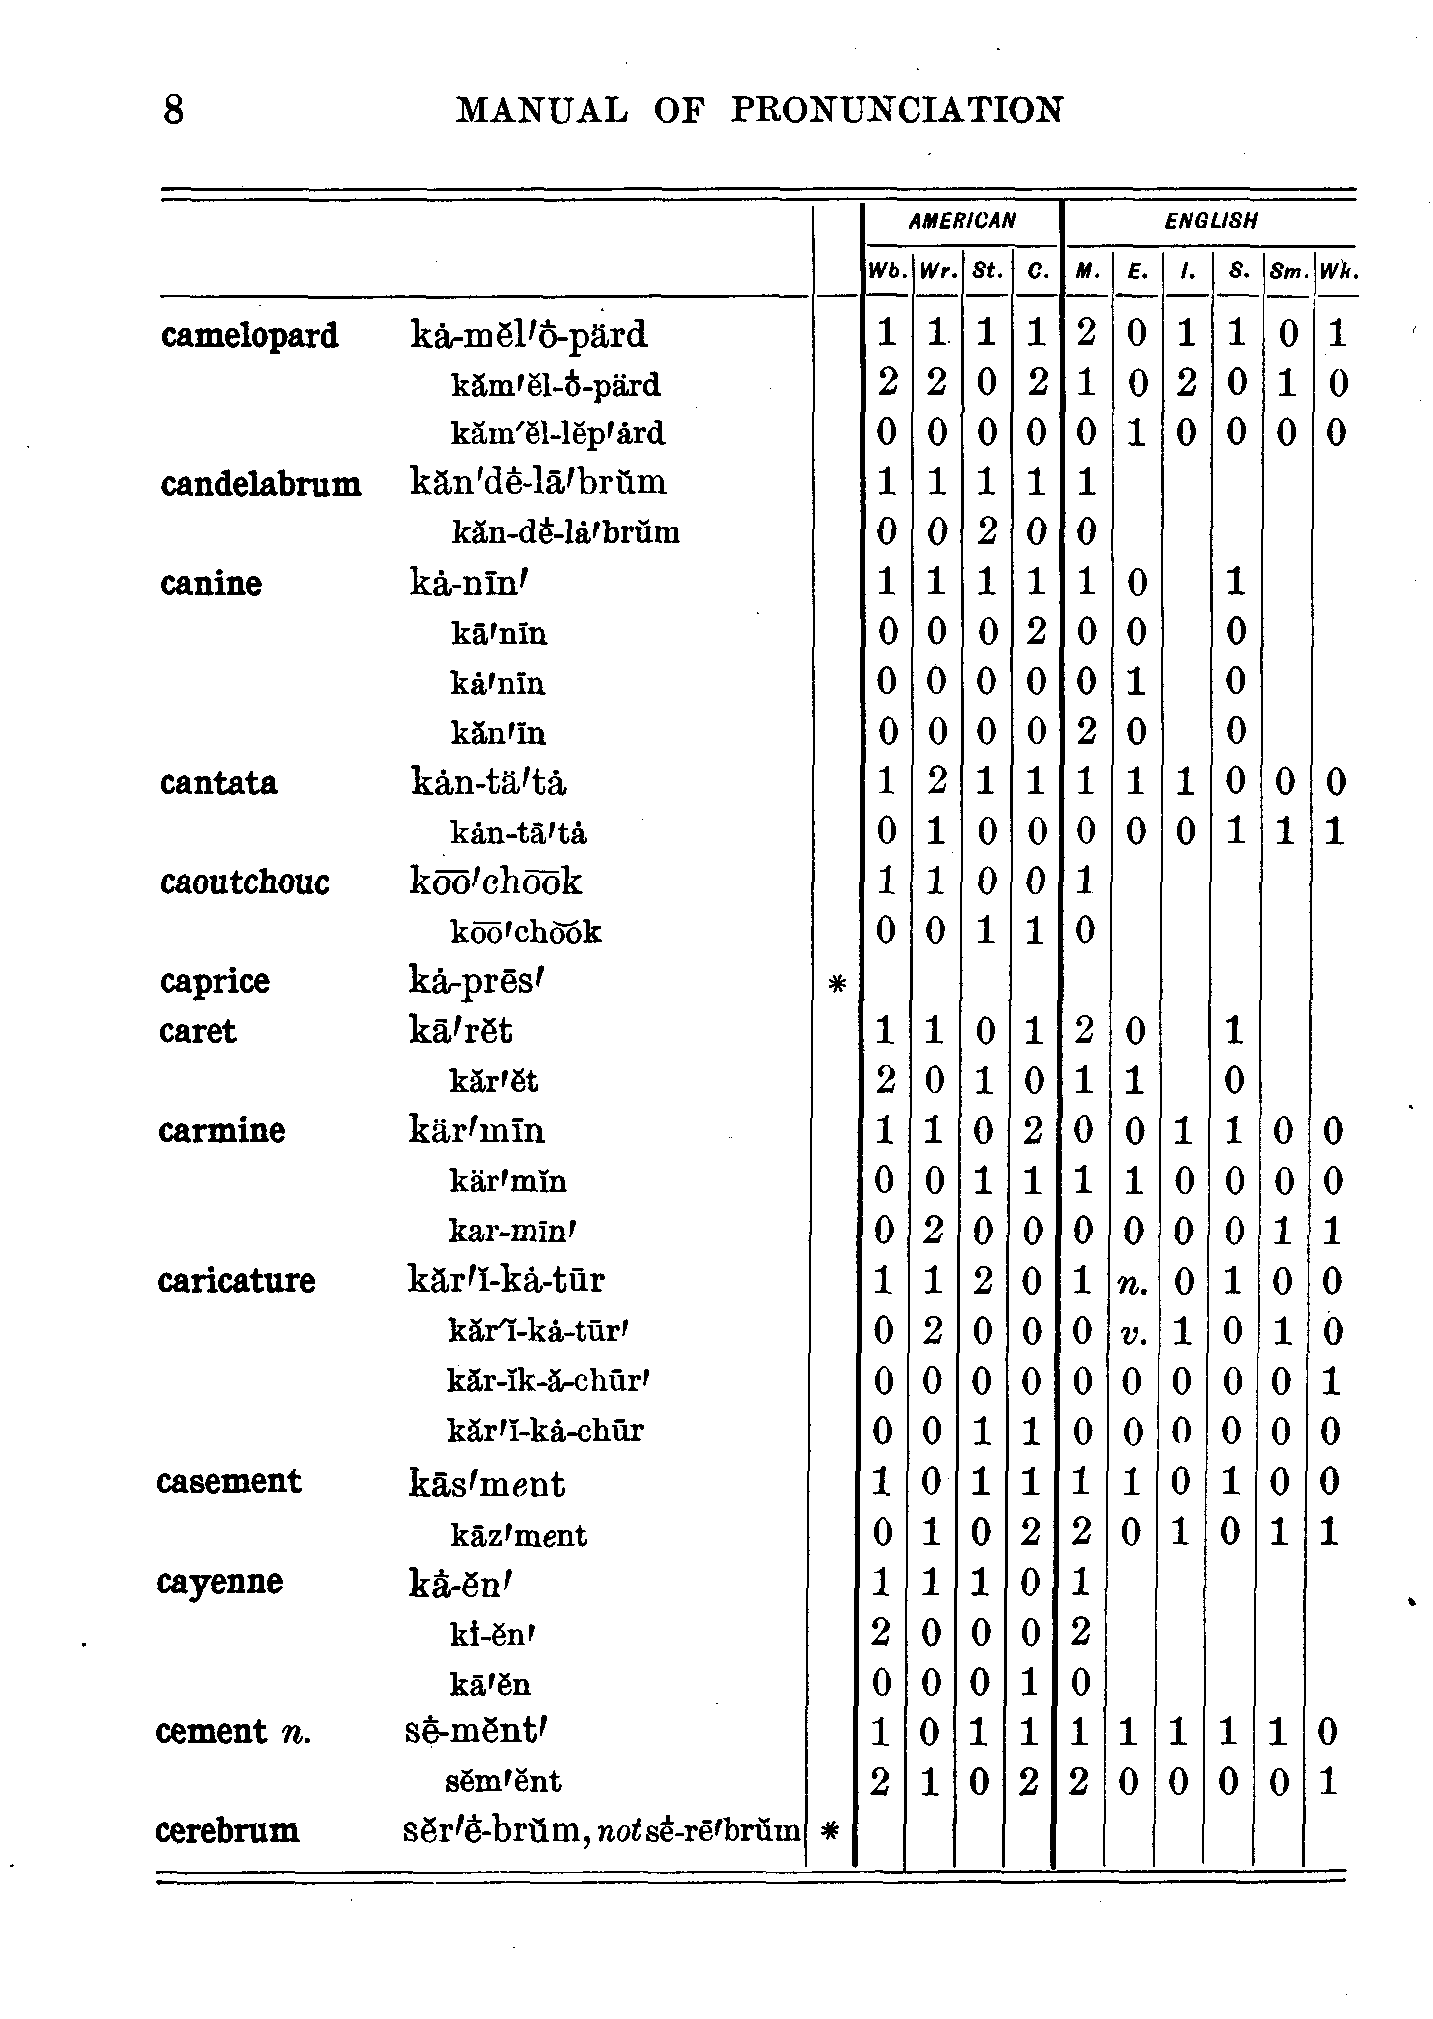 8 MANUAL OF PRONUNCIATION
AMERICAN ENGLISH
Wb. Wr. St. C. M. E. I. S. Sm. Wk.
camelopard kȧ-mĕl′ō̇-pärd 1 1 1 1 2 0 1 1 0 1
kăm′ĕl-ō̇-pärd 2 2 0 2 1 0 2 0 1 0
kăm′ĕl-lĕp′ȧrd 0 0 0 0 0 1 0 0 0 0
candelabrum kăn′dē̇-lā′brŭm 1 1 1 1 1
kăn-dē̇-lȧ′brŭm 0 0 2 0 0
canine kȧ-nīn′ 1 1 1 1 1 0 1
kā′nīn 0 0 0 2 0 0 0
kȧ′nīn 0 0 0 0 0 1 0
kăn′īn 0 0 0 0 2 0 0
cantata kȧn-tä′tȧ 1 2 1 1 1 1 1 0 0 0
kȧn-tā′tȧ 0 1 0 0 0 0 0 1 1 1
caoutchouc ko͞o′cho͞ok 1 1 0 0 1
ko͞o′cho͝ok 0 0 1 1 0
caprice kȧ-prēs′ *
caret kā′rĕt 1 1 0 1 2 0 1
kăr′ĕt 2 0 1 0 1 1 0
carmine kär′mīn 1 1 0 2 0 0 1 1 0 0
kär′mĭn 0 0 1 1 1 1 0 0 0 0
kar-mīn′ 0 2 0 0 0 0 0 0 1 1
caricature kăr′ĭ-kȧ-tūr 1 1 2 0 1 n. 0 1 0 0
kăr′ĭ-kȧ-tūr′ 0 2 0 0 0 v. 1 0 1 0
kăr-ĭk-ă-chūr′ 0 0 0 0 0 0 0 0 0 1
kăr′ĭ-kȧ-chūr 0 0 1 1 0 0 0 0 0 0
casement kās′ment 1 0 1 1 1 1 0 1 0 0
kāz′ment 0 1 0 2 2 0 1 0 1 1
cayenne kā̇-ĕn′ 1 1 1 0 1
kī̇-ĕn′ 2 0 0 0 2
kā′ĕn 0 0 0 1 0
cement n. sē̇-mĕnt′ 1 0 1 1 1 1 1 1 1 0
sĕm′ĕnt 2 1 0 2 2 0 0 0 0 1
cerebrum sĕr′ē̇-brŭm, not sē̇-rē′brŭm *